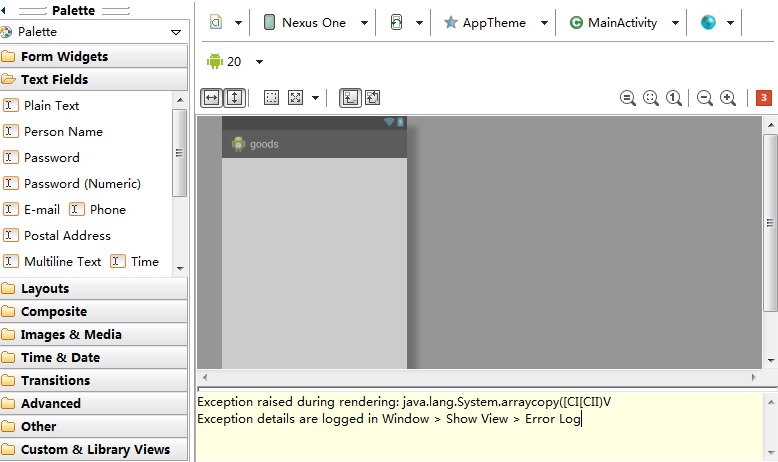 Palette
Palette
Form Widgets
Text Fields
Plain Text
Person Name
Password
Password (Numeric)
E-mail Phone
Postal Address
Multiline Text Time
Layouts
Composite
Images & Media
Time & Date
Transitions
Advanced
Other
Custom & Library Views
Nexus One AppTheme MainActivity
20
1 3
goods
Exception raised during rendering: java.lang.System.arraycopy([CI[CII)V
Exception details are logged in Window > Show View > Error Log